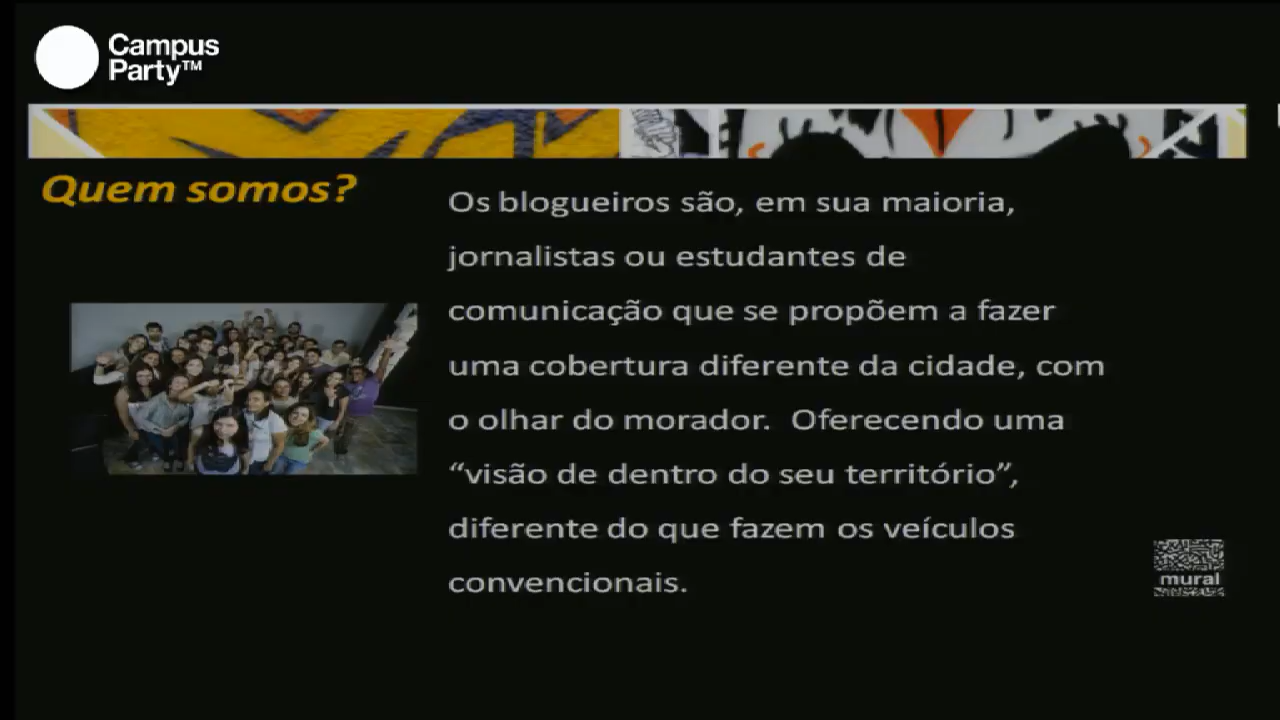 Campus
Party™
Quem somos?
Os blogueiros são, em sua maioria,
jornalistas ou estudantes de
comunicação que se propõem a fazer
uma cobertura diferente da cidade, com
o olhar do morador. Oferecendo uma
“visão de dentro do seu território”,
diferente do que fazem os veículos
convencionais.
mural